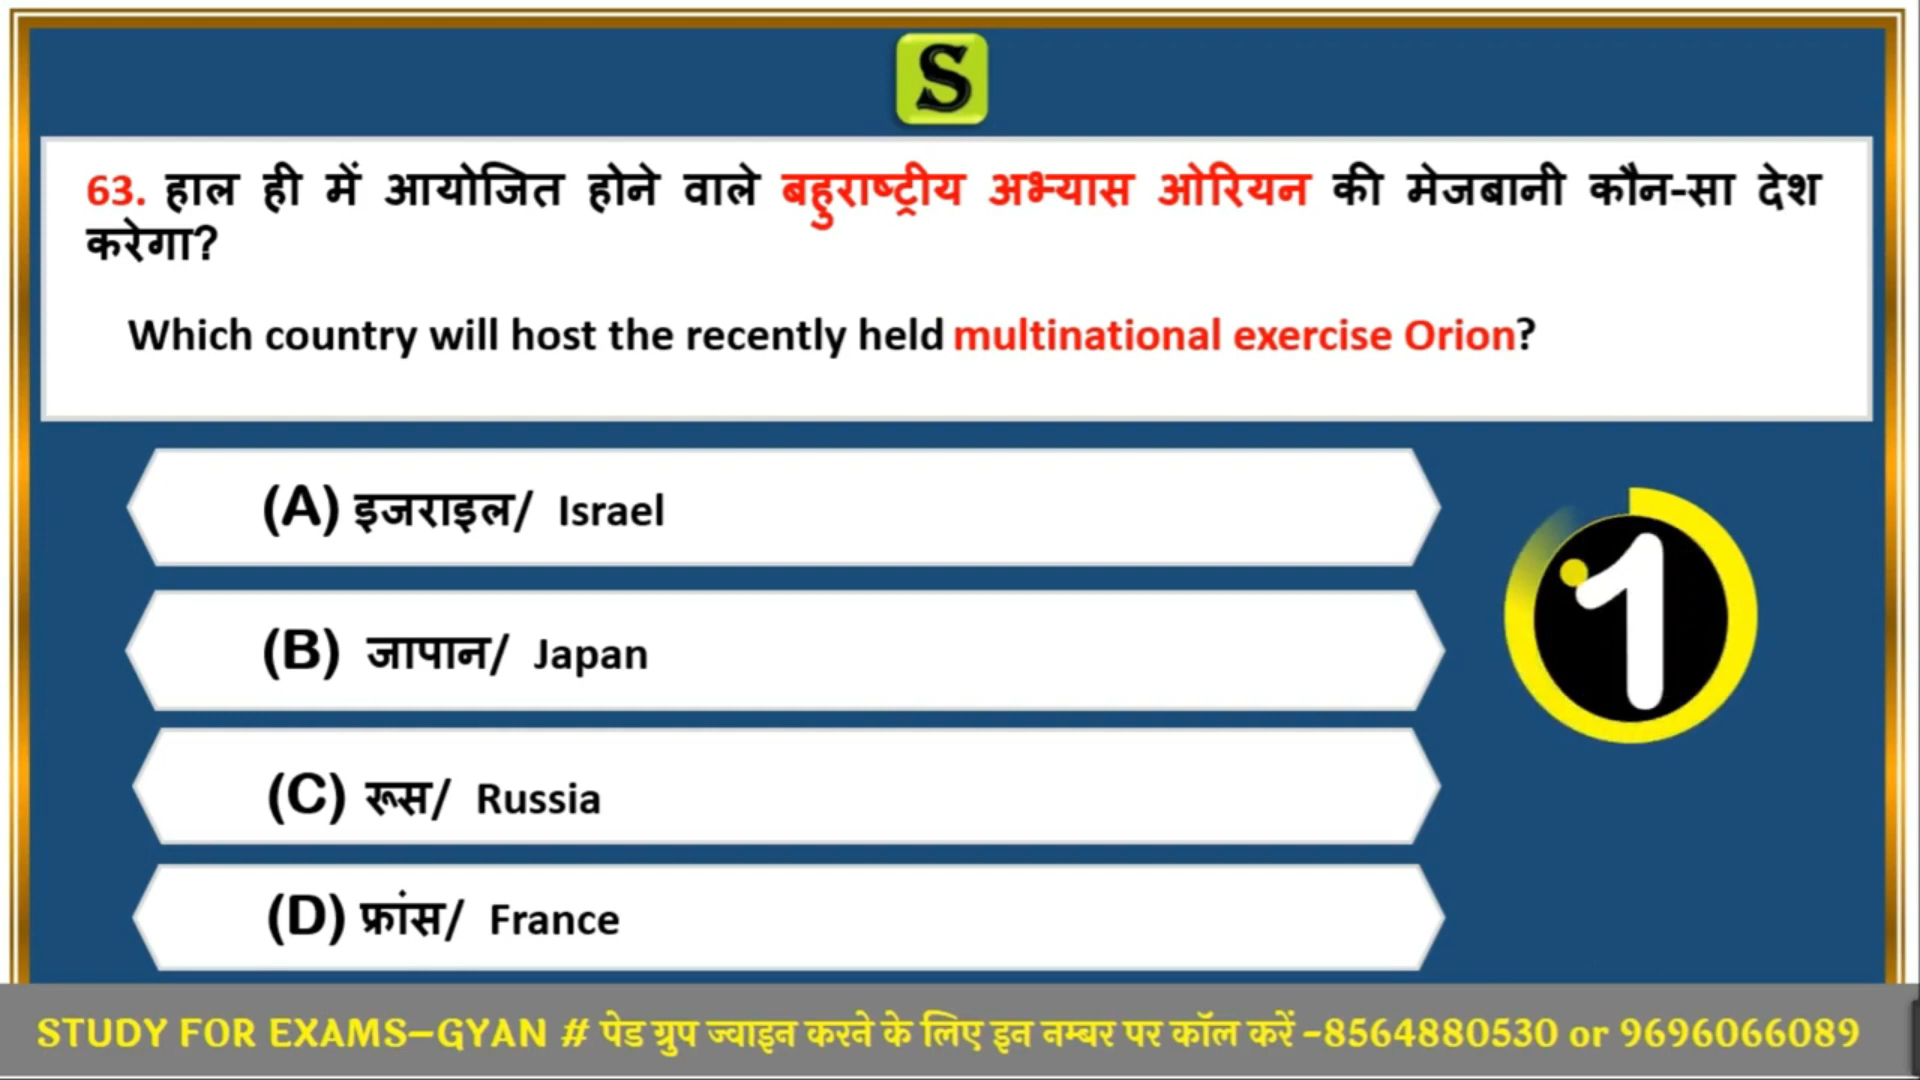 S
63. हाल ही में आयोजित होने वाले बहुराष्ट्रीय अभ्यास ओरियन की मेजबानी कौन-सा देश
करेगा?
Which country will host the recently held multinational exercise Orion?
(A) इजराइल/ Israel
(B) जापान/ Japan
(C) रूस/ Russia
(D) फ्रांस/ France
1
STUDY FOR EXAMS–GYAN # पेड ग्रुप ज्वाइन करने के लिए इन नम्बर पर कॉल करें -8564880530 or 9696066089